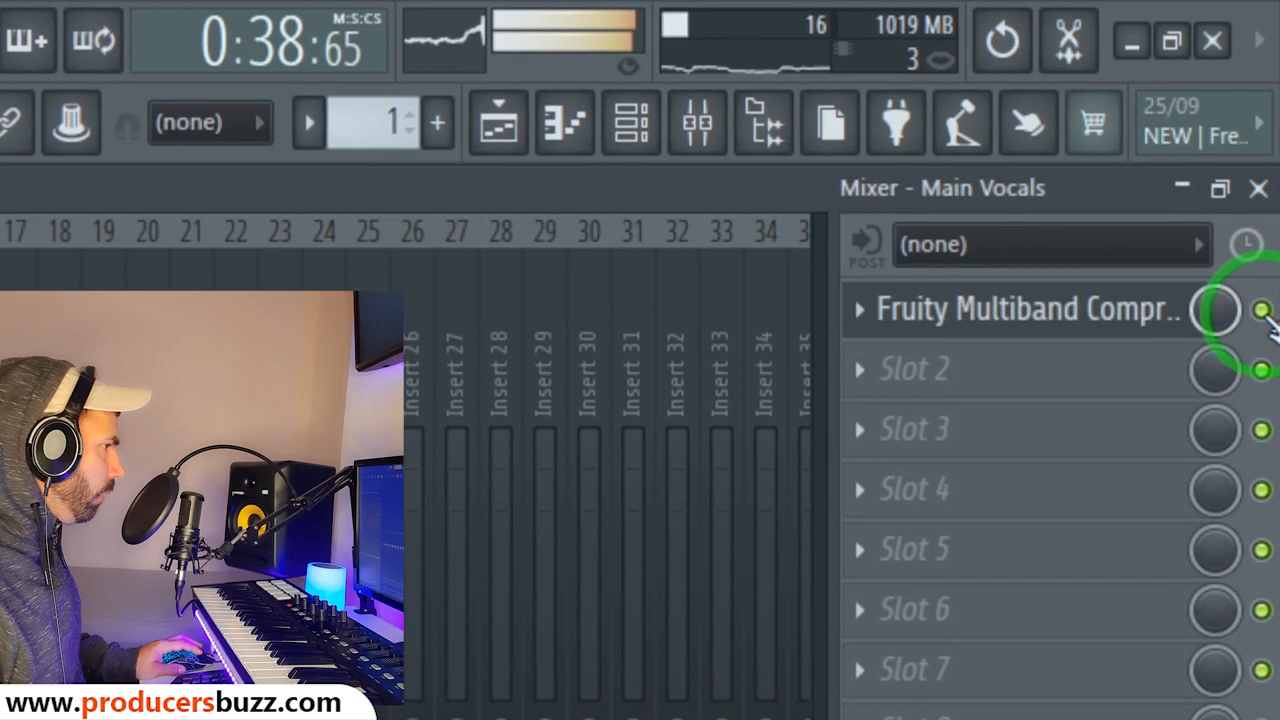 M:S:CS
0:38:65
16
1019 MB
3
(none)
1
+
25/09
NEW | Fre..
Mixer - Main Vocals
17 18 19 20 21 22 23 24 25 26 27 28 29 30 31 32 33 34
POST
(none)
Fruity Multiband Compr..
Slot 2
Slot 3
Slot 4
Slot 5
Slot 6
Slot 7
Insert 26
Insert 27
Insert 28
Insert 29
Insert 30
Insert 31
Insert 32
Insert 33
Insert 34
www.producersbuzz.com